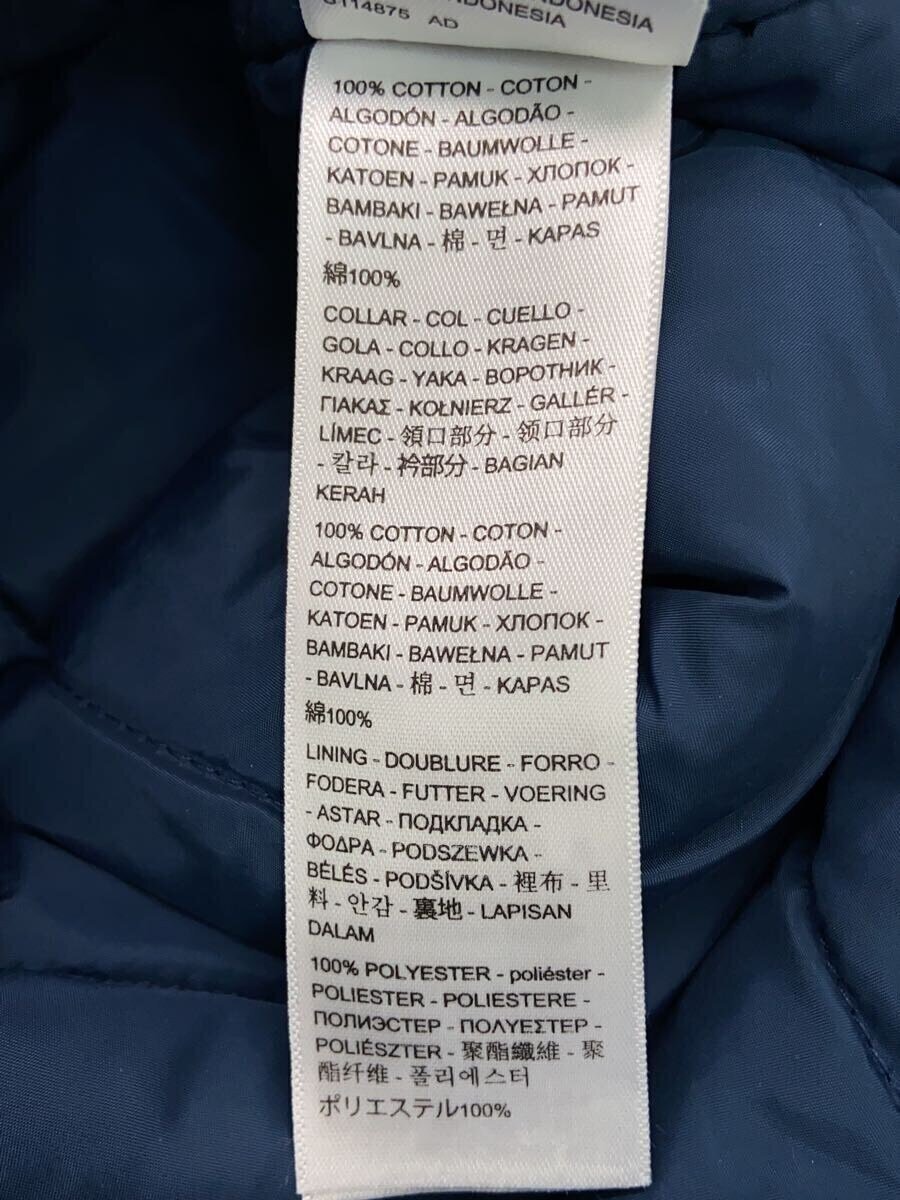 INDONESIA
INDONESIA
AD
100% COTTON - COTON -
ALGODÓN - ALGODÃO -
COTONE - BAUMWOLLE -
KATOEN - PAMUK - ХЛОПОК -
BAMBAKI - BAWEŁNA - PAMUT
- BAVLNA - 棉 - 면 - KAPAS
綿100%
COLLAR - COL - CUELLO -
GOLA - COLLO - KRAGEN -
KRAAG - YAKA - ВОРОТНИК -
ΓΙΑΚΑΣ - KOŁNIERZ - GALLÉR -
LÍMEC - 領口部分 - 领口部分
- 칼라 - 衿部分 - BAGIAN
KERAH
100% COTTON - COTON -
ALGODÓN - ALGODÃO -
COTONE - BAUMWOLLE -
KATOEN - PAMUK - ХЛОПОК -
BAMBAKI - BAWEŁNA - PAMUT
- BAVLNA - 棉 - 면 - KAPAS
綿100%
LINING - DOUBLURE - FORRO -
FODERA - FUTTER - VOERING
- ASTAR - ПОДКЛАДКА -
ΦΟΔΡΑ - PODSZEWKA -
BÉLÉS - PODŠÍVKA - 裡布 - 里
料 - 안감 - 裏地 - LAPISAN
DALAM
100% POLYESTER - poliéster -
POLIESTER - POLIESTERE -
ПОЛИЭСТЕР - ΠΟΛΥΕΣΤΕΡ -
POLIÉSZTER - 聚酯纖維 - 聚
酯纤维 - 폴리에스터
ポリエステル100%